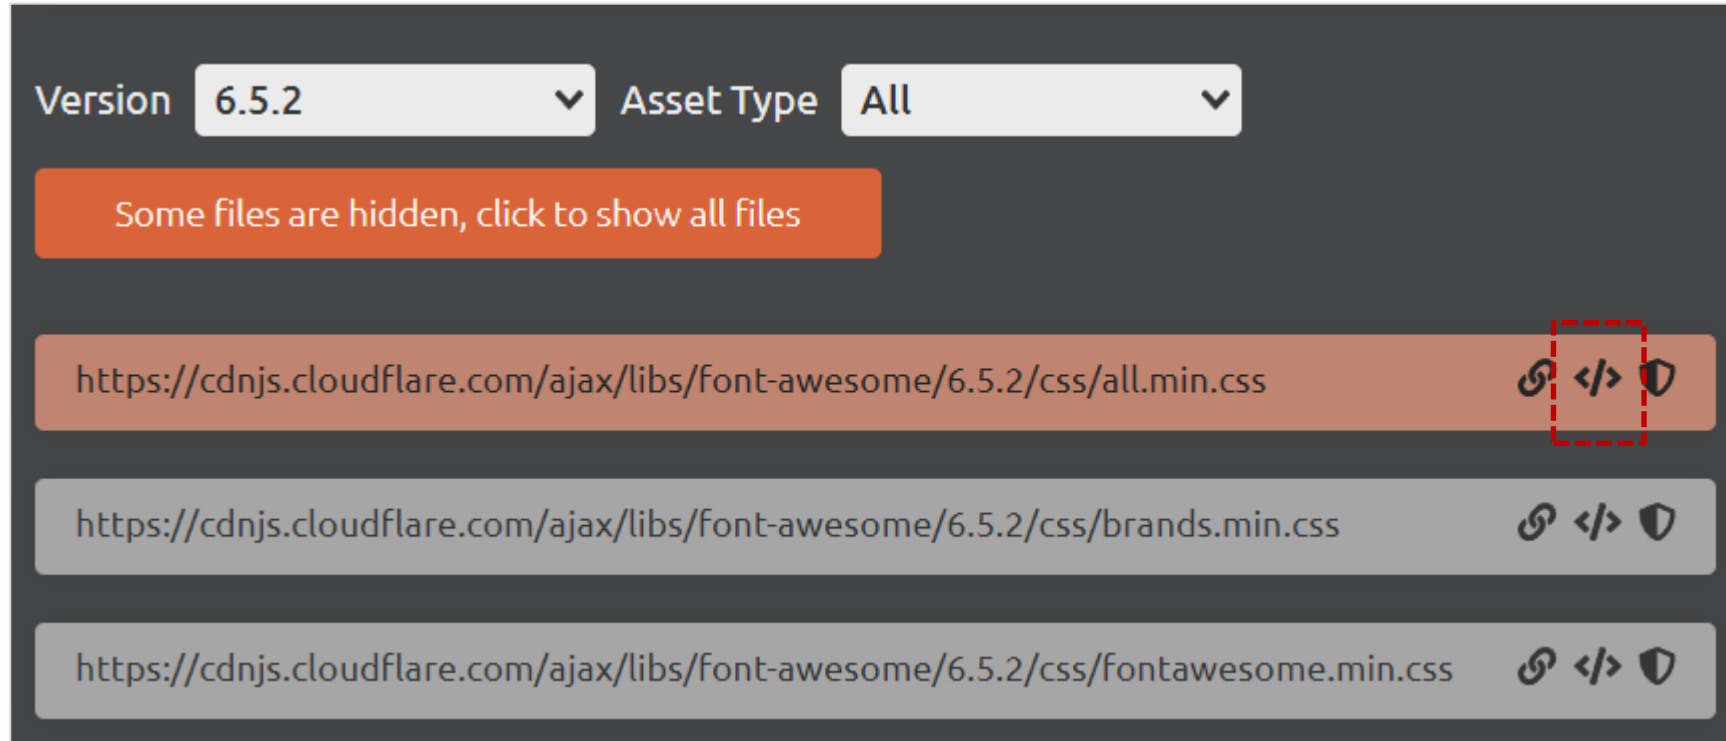 Version 6.5.2 Asset Type All
Some files are hidden, click to show all files
https://cdnjs.cloudflare.com/ajax/libs/font-awesome/6.5.2/css/all.min.css
https://cdnjs.cloudflare.com/ajax/libs/font-awesome/6.5.2/css/brands.min.css
https://cdnjs.cloudflare.com/ajax/libs/font-awesome/6.5.2/css/fontawesome.min.css